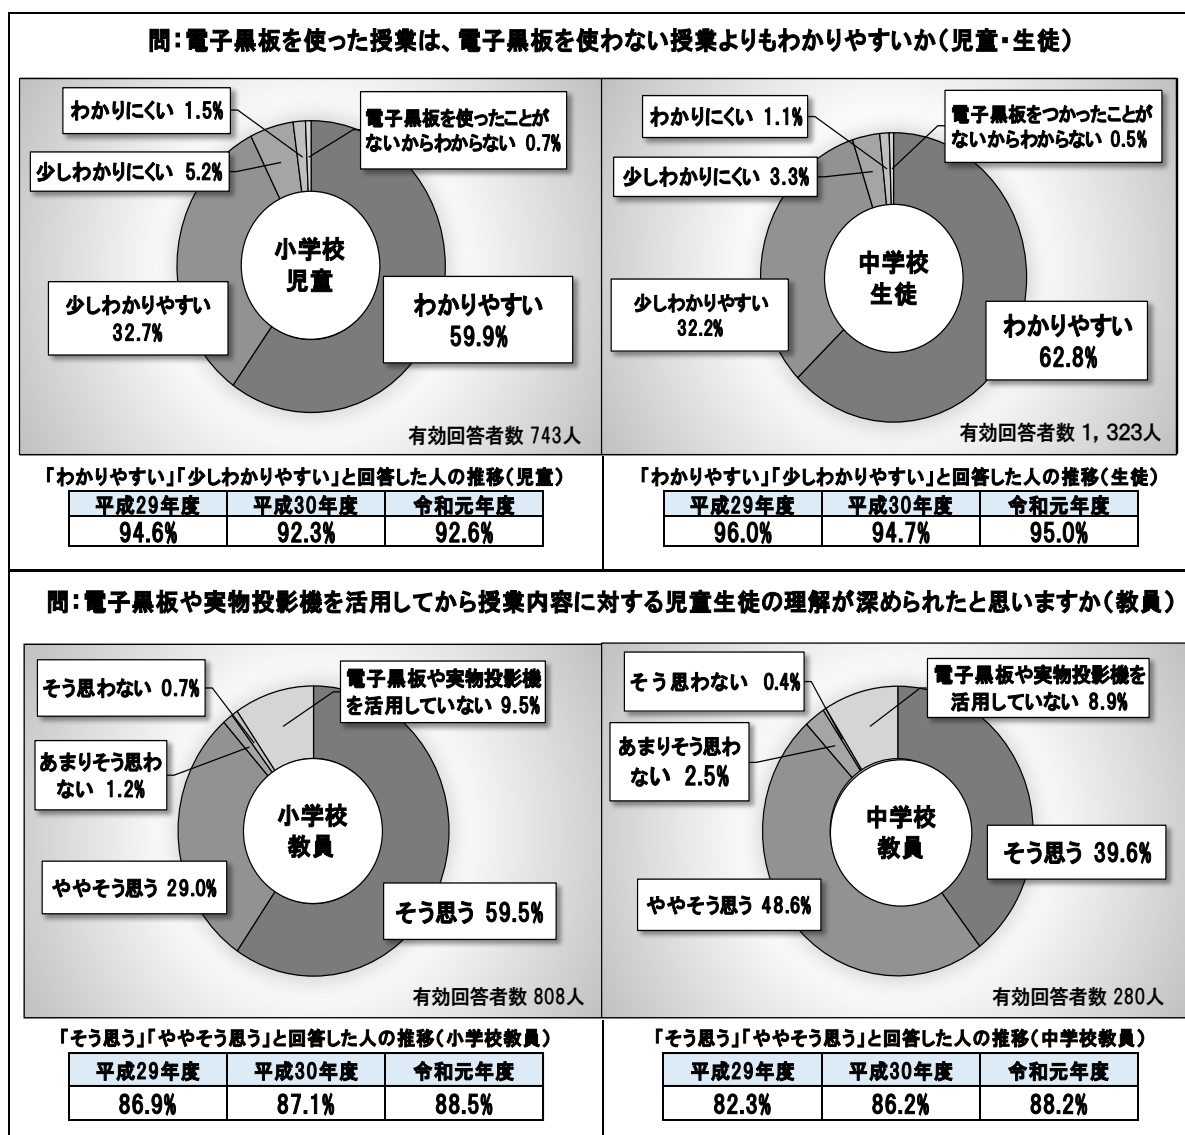 問：電子黒板を使った授業は、電子黒板を使わない授業よりもわかりやすいか（児童・生徒）
わかりにくい 1.5%
電子黒板を使ったことが
ないからわからない 0.7%
少しわかりにくい 5.2%
小学校
児童
少しわかりやすい
32.7%
わかりやすい
59.9%
有効回答者数 743人
わかりにくい 1.1%
電子黒板をつかったことが
ないからわからない 0.5%
少しわかりにくい 3.3%
中学校
生徒
少しわかりやすい
32.2%
わかりやすい
62.8%
有効回答者数 1,323人
「わかりやすい」「少しわかりやすい」と回答した人の推移（児童）
平成29年度 平成30年度 令和元年度
94.6% 92.3% 92.6%
「わかりやすい」「少しわかりやすい」と回答した人の推移（生徒）
平成29年度 平成30年度 令和元年度
96.0% 94.7% 95.0%
問：電子黒板や実物投影機を活用してから授業内容に対する児童生徒の理解が深められたと思いますか（教員）
そう思わない 0.7%
電子黒板や実物投影機
を活用していない 9.5%
あまりそう思わ
ない 1.2%
小学校
教員
ややそう思う 29.0%
そう思う 59.5%
有効回答者数 808人
そう思わない 0.4%
電子黒板や実物投影機を
活用していない 8.9%
あまりそう思わ
ない 2.5%
中学校
教員
そう思う 39.6%
ややそう思う 48.6%
有効回答者数 280人
「そう思う」「ややそう思う」と回答した人の推移（小学校教員）
平成29年度 平成30年度 令和元年度
86.9% 87.1% 88.5%
「そう思う」「ややそう思う」と回答した人の推移（中学校教員）
平成29年度 平成30年度 令和元年度
82.3% 86.2% 88.2%